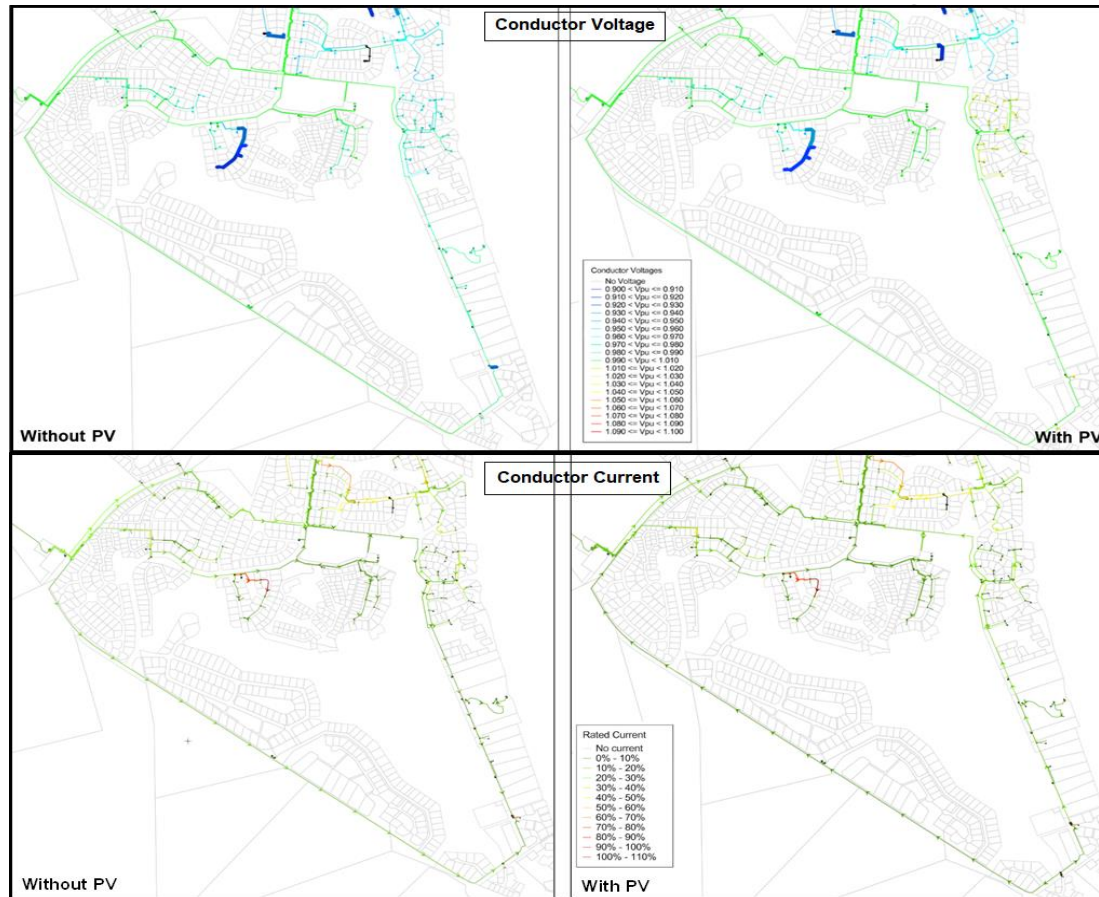 Conductor Voltage
Conductor Voltages
No Voltage
0.900 < Vpu <= 0.910
0.910 < Vpu <= 0.920
0.920 < Vpu <= 0.930
0.930 < Vpu <= 0.940
0.940 < Vpu <= 0.950
0.950 < Vpu <= 0.960
0.960 < Vpu <= 0.970
0.970 < Vpu <= 0.980
0.980 < Vpu <= 0.990
0.990 < Vpu < 1.010
1.010 <= Vpu < 1.020
1.020 <= Vpu < 1.030
1.030 <= Vpu < 1.040
1.040 <= Vpu < 1.050
1.050 <= Vpu < 1.060
1.060 <= Vpu < 1.070
1.070 <= Vpu < 1.080
1.080 <= Vpu < 1.090
1.090 <= Vpu < 1.100
Without PV
With PV
Conductor Current
Rated Current
No current
0% - 10%
10% - 20%
20% - 30%
30% - 40%
40% - 50%
50% - 60%
60% - 70%
70% - 80%
80% - 90%
90% - 100%
100% - 110%
Without PV
With PV